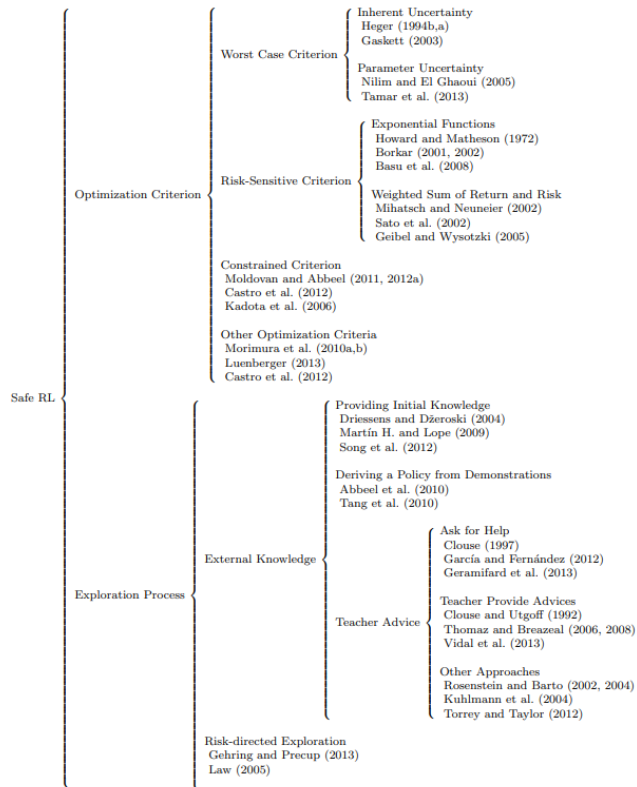 Inherent Uncertainty
Heger (1994b,a)
Gaskett (2003)
Worst Case Criterion
Parameter Uncertainty
Nilim and El Ghaoui (2005)
Tamar et al. (2013)
Exponential Functions
Howard and Matheson (1972)
Borkar (2001, 2002)
Basu et al. (2008)
Optimization Criterion
Risk-Sensitive Criterion
Weighted Sum of Return and Risk
Mihatsch and Neuneier (2002)
Sato et al. (2002)
Geibel and Wysotzki (2005)
Constrained Criterion
Moldovan and Abbeel (2011, 2012a)
Castro et al. (2012)
Kadota et al. (2006)
Other Optimization Criteria
Morimura et al. (2010a,b)
Luenberger (2013)
Castro et al. (2012)
Safe RL
Providing Initial Knowledge
Driessens and Džeroski (2004)
Martín H. and Lope (2009)
Song et al. (2012)
Deriving a Policy from Demonstrations
Abbeel et al. (2010)
Tang et al. (2010)
External Knowledge
Ask for Help
Clouse (1997)
García and Fernández (2012)
Geramifard et al. (2013)
Exploration Process
Teacher Advice
Teacher Provide Advices
Clouse and Utgoff (1992)
Thomaz and Breazeal (2006, 2008)
Vidal et al. (2013)
Other Approaches
Rosenstein and Barto (2002, 2004)
Kuhlmann et al. (2004)
Torrey and Taylor (2012)
Risk-directed Exploration
Gehring and Precup (2013)
Law (2005)